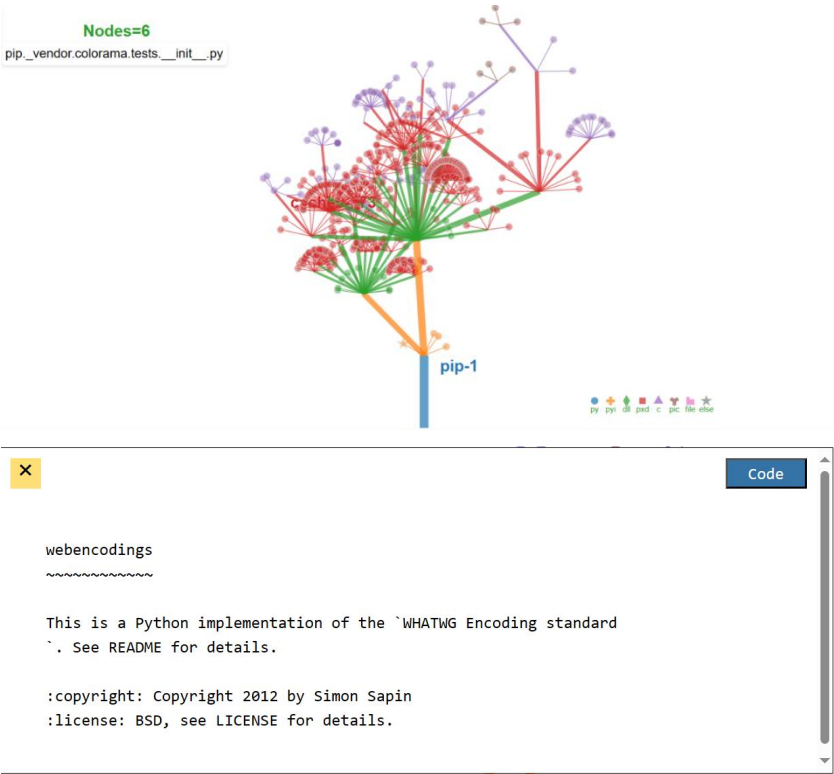 Nodes=6
pip._vendor.colorama.tests.__init__.py
pip-1
py pyi dll pxd c pic file else
×
Code
webencodings
~~~~~~~~~~~~
This is a Python implementation of the `WHATWG Encoding standard
`. See README for details.
:copyright: Copyright 2012 by Simon Sapin
:license: BSD, see LICENSE for details.